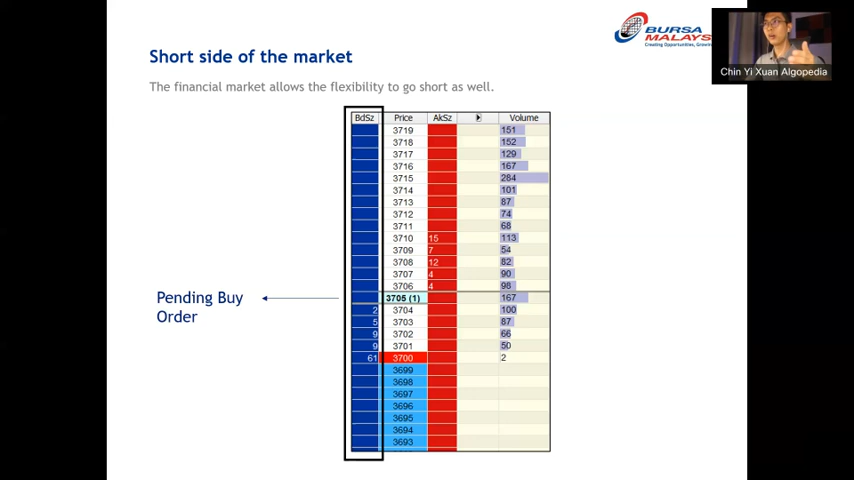 Short side of the market
The financial market allows the flexibility to go short as well.
BURSA
MALAYS
Creating Opportunities, Growin
Chin Yi Xuan Algopedia
BdSz Price AkSz Volume
3719 151
3718 152
3717 129
3716 167
3715 284
3714 101
3713 87
3712 74
3711 68
3710 15 113
3709 7 54
3708 12 82
3707 4 90
3706 4 98
3705 (1) 167
2 3704 100
5 3703 87
9 3702 66
9 3701 50
61 3700 2
3699
3698
3697
3696
3695
3694
3693
Pending Buy
Order